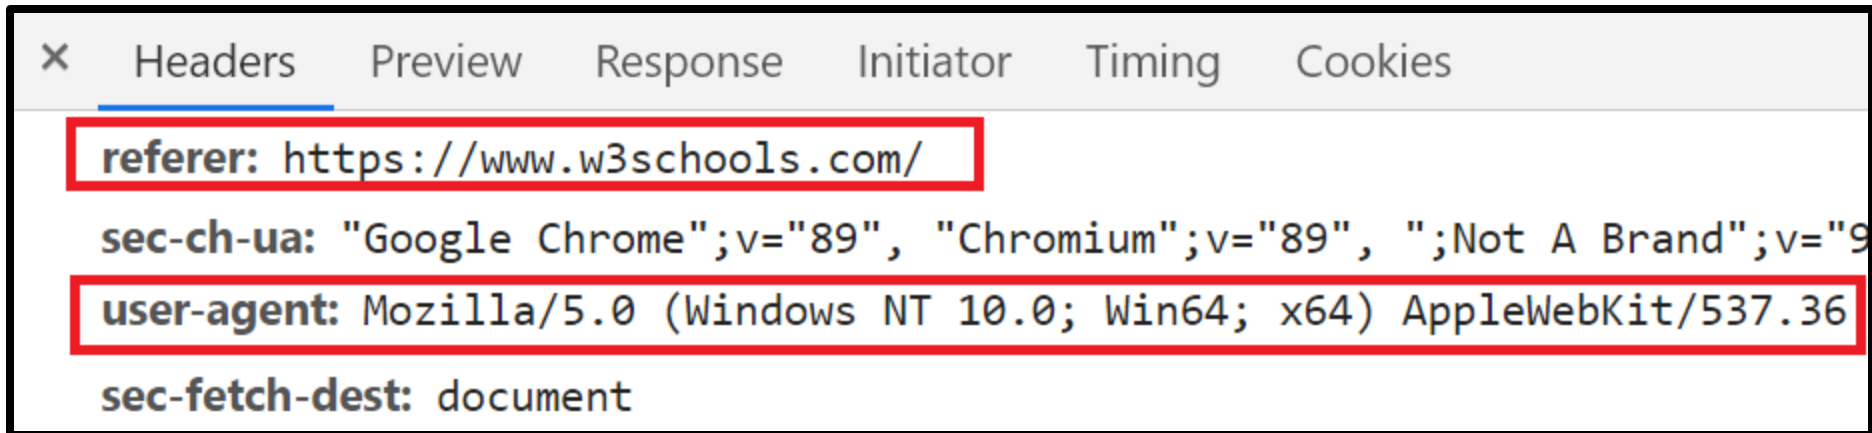 × Headers Preview Response Initiator Timing Cookies
referer: https://www.w3schools.com/
sec-ch-ua: "Google Chrome";v="89", "Chromium";v="89", ";Not A Brand";v="9
user-agent: Mozilla/5.0 (Windows NT 10.0; Win64; x64) AppleWebKit/537.36
sec-fetch-dest: document